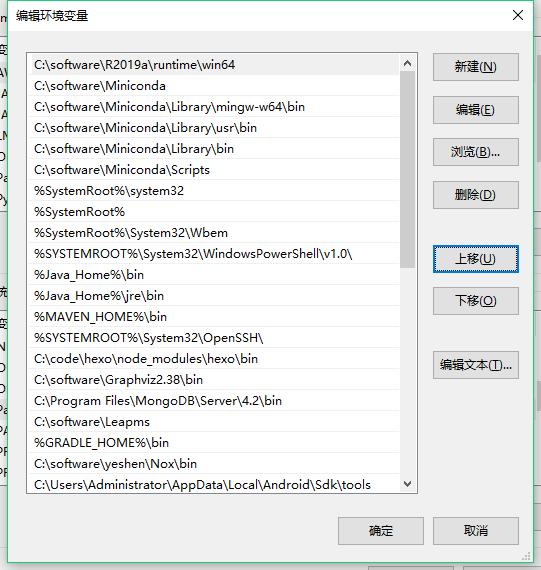 编辑环境变量
C:\software\R2019a\runtime\win64
C:\software\Miniconda
C:\software\Miniconda\Library\mingw-w64\bin
C:\software\Miniconda\Library\usr\bin
C:\software\Miniconda\Library\bin
C:\software\Miniconda\Scripts
%SystemRoot%\system32
%SystemRoot%
%SystemRoot%\System32\Wbem
%SYSTEMROOT%\System32\WindowsPowerShell\v1.0\
%Java_Home%\bin
%Java_Home%\jre\bin
%MAVEN_HOME%\bin
%SYSTEMROOT%\System32\OpenSSH\
C:\code\hexo\node_modules\hexo\bin
C:\software\Graphviz2.38\bin
C:\Program Files\MongoDB\Server\4.2\bin
C:\software\Leapms
%GRADLE_HOME%\bin
C:\software\yeshen\Nox\bin
C:\Users\Administrator\AppData\Local\Android\Sdk\tools
新建(N)
编辑(E)
浏览(B)...
删除(D)
上移(U)
下移(O)
编辑文本(T)...
确定
取消